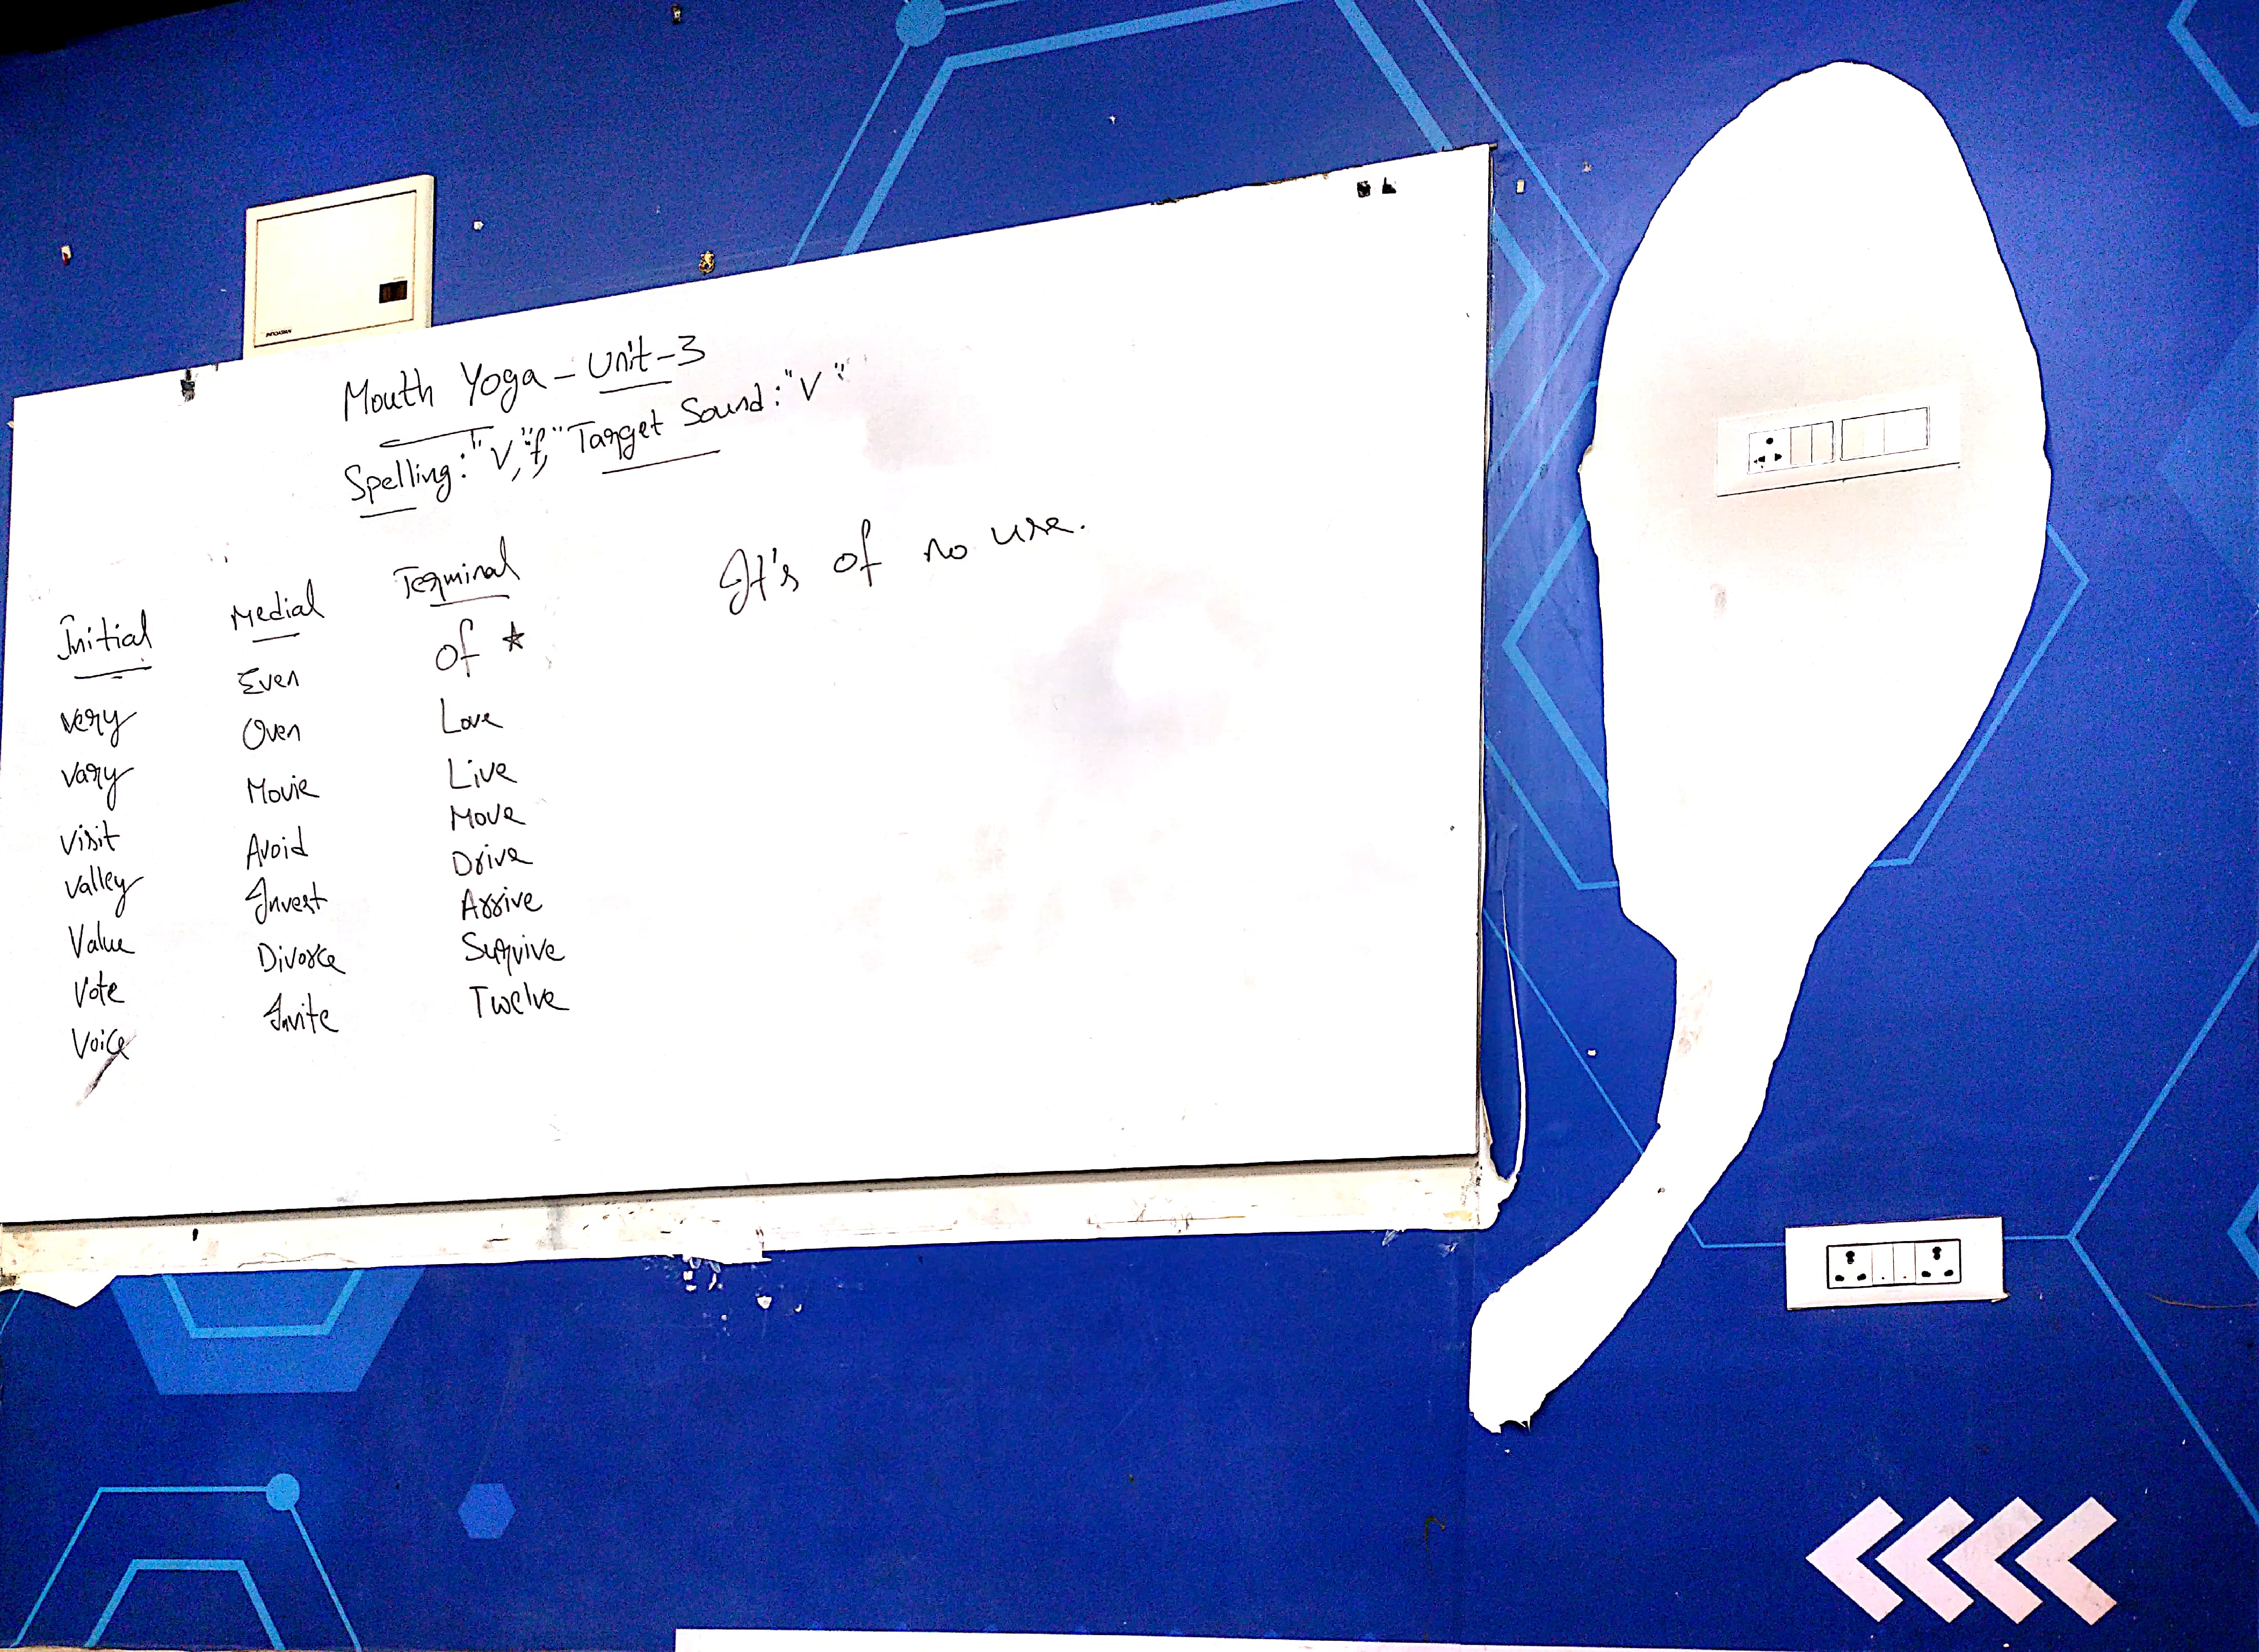 Mouth Yoga - Unit-3
Spelling: "V", "f", Target Sound: "V"
Initial Medial Terminal
very Even Of ★
vary Oven Love
visit Movie Live
valley Avoid Move
Value Invest Drive
Vote Divorce Arrive
Voice Invite Survive
Twelve
It's of no use.
INDOASIAN